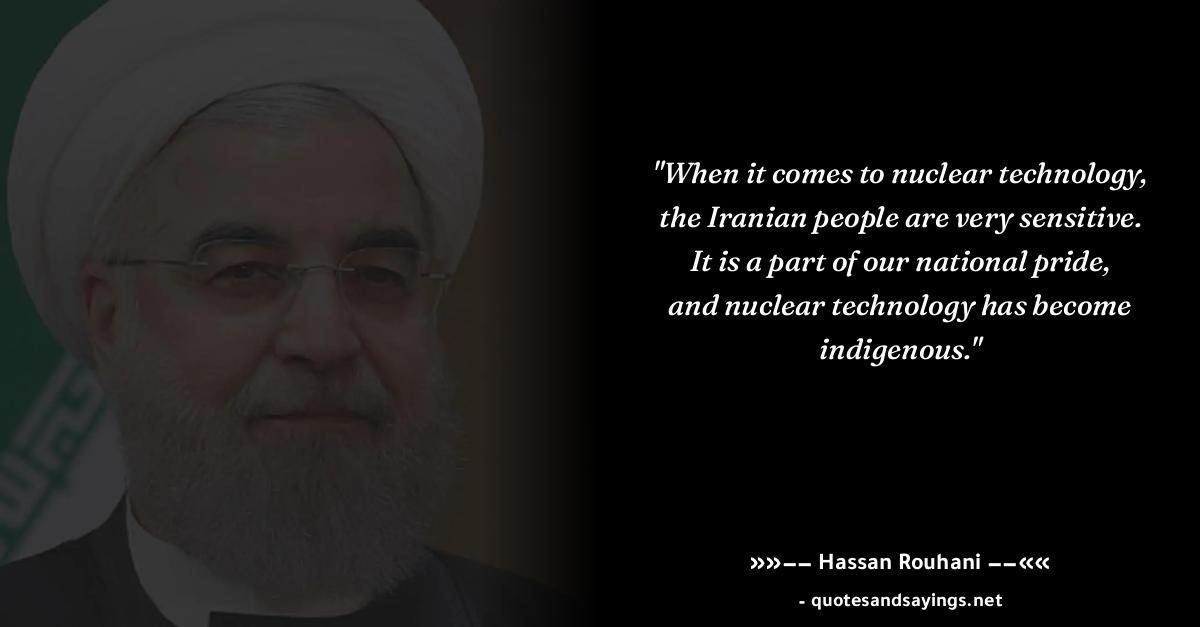 "When it comes to nuclear technology,
the Iranian people are very sensitive.
It is a part of our national pride,
and nuclear technology has become
indigenous."
»»−− Hassan Rouhani −−««
- quotesandsayings.net